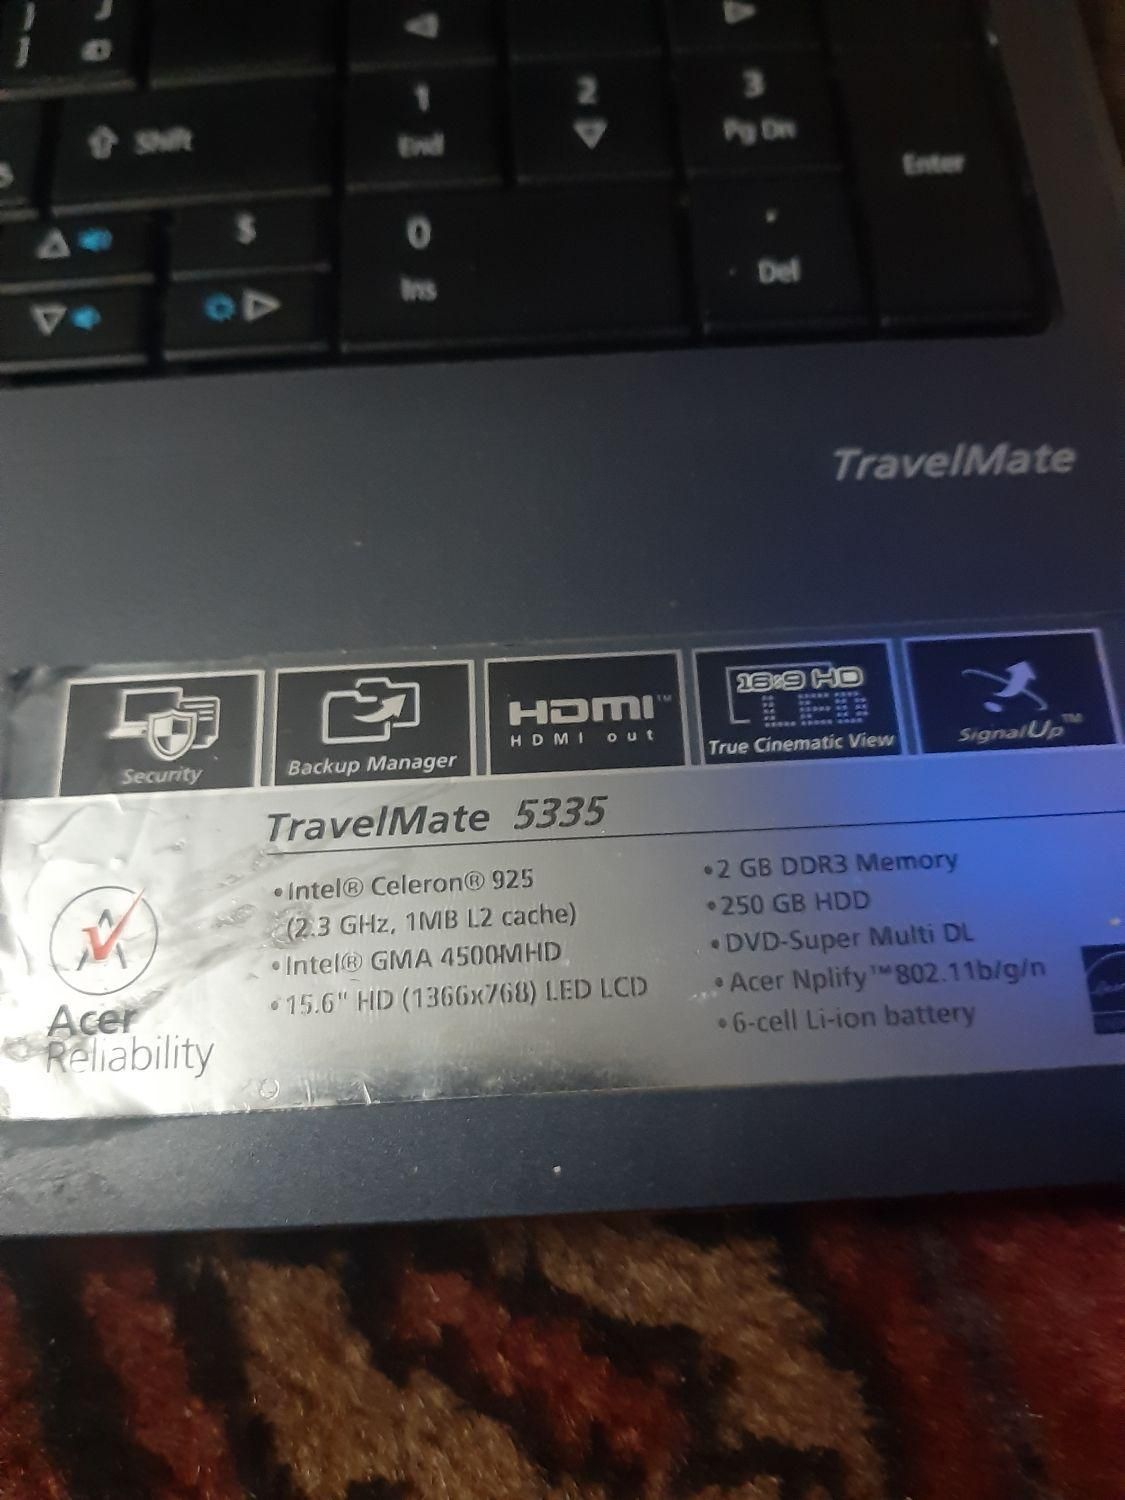 1
2
3
Shift
End
Pg Dn
Enter
$
0
.
Ins
Del
TravelMate
Security
Backup Manager
HDMI™
HDMI out
16:9 HD
True Cinematic View
SignalUp™
TravelMate 5335
•Intel® Celeron® 925
(2.3 GHz, 1MB L2 cache)
•Intel® GMA 4500MHD
•15.6" HD (1366x768) LED LCD
•2 GB DDR3 Memory
•250 GB HDD
•DVD-Super Multi DL
•Acer Nplify™802.11b/g/n
•6-cell Li-ion battery
Acer
Reliability